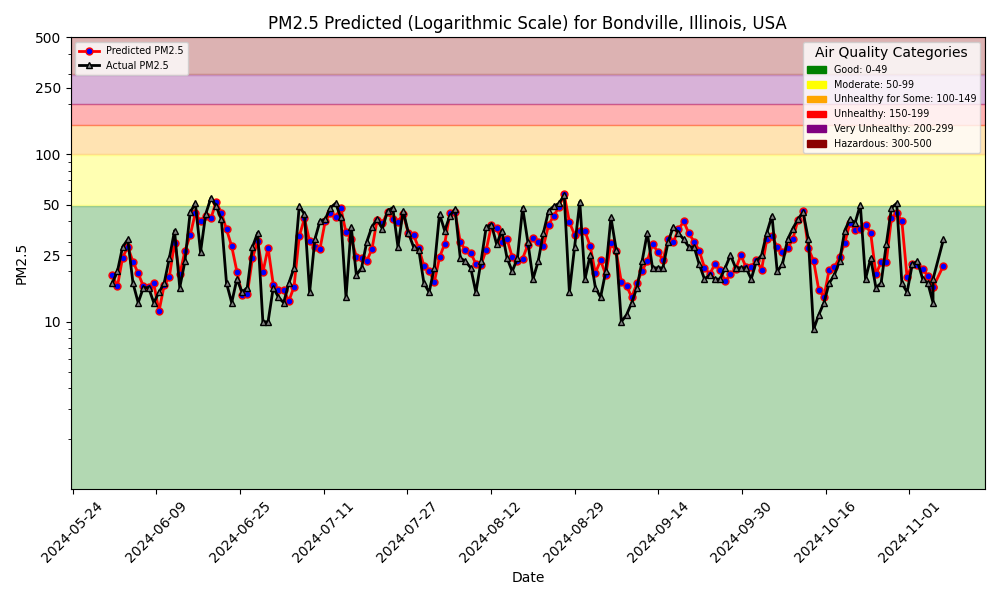 PM2.5 Predicted (Logarithmic Scale) for Bondville, Illinois, USA
Predicted PM2.5
Actual PM2.5
Air Quality Categories
Good: 0-49
Moderate: 50-99
Unhealthy for Some: 100-149
Unhealthy: 150-199
Very Unhealthy: 200-299
Hazardous: 300-500
500
250
100
50
25
10
PM2.5
2024-05-24
2024-06-09
2024-06-25
2024-07-11
2024-07-27
2024-08-12
2024-08-29
2024-09-14
2024-09-30
2024-10-16
2024-11-01
Date